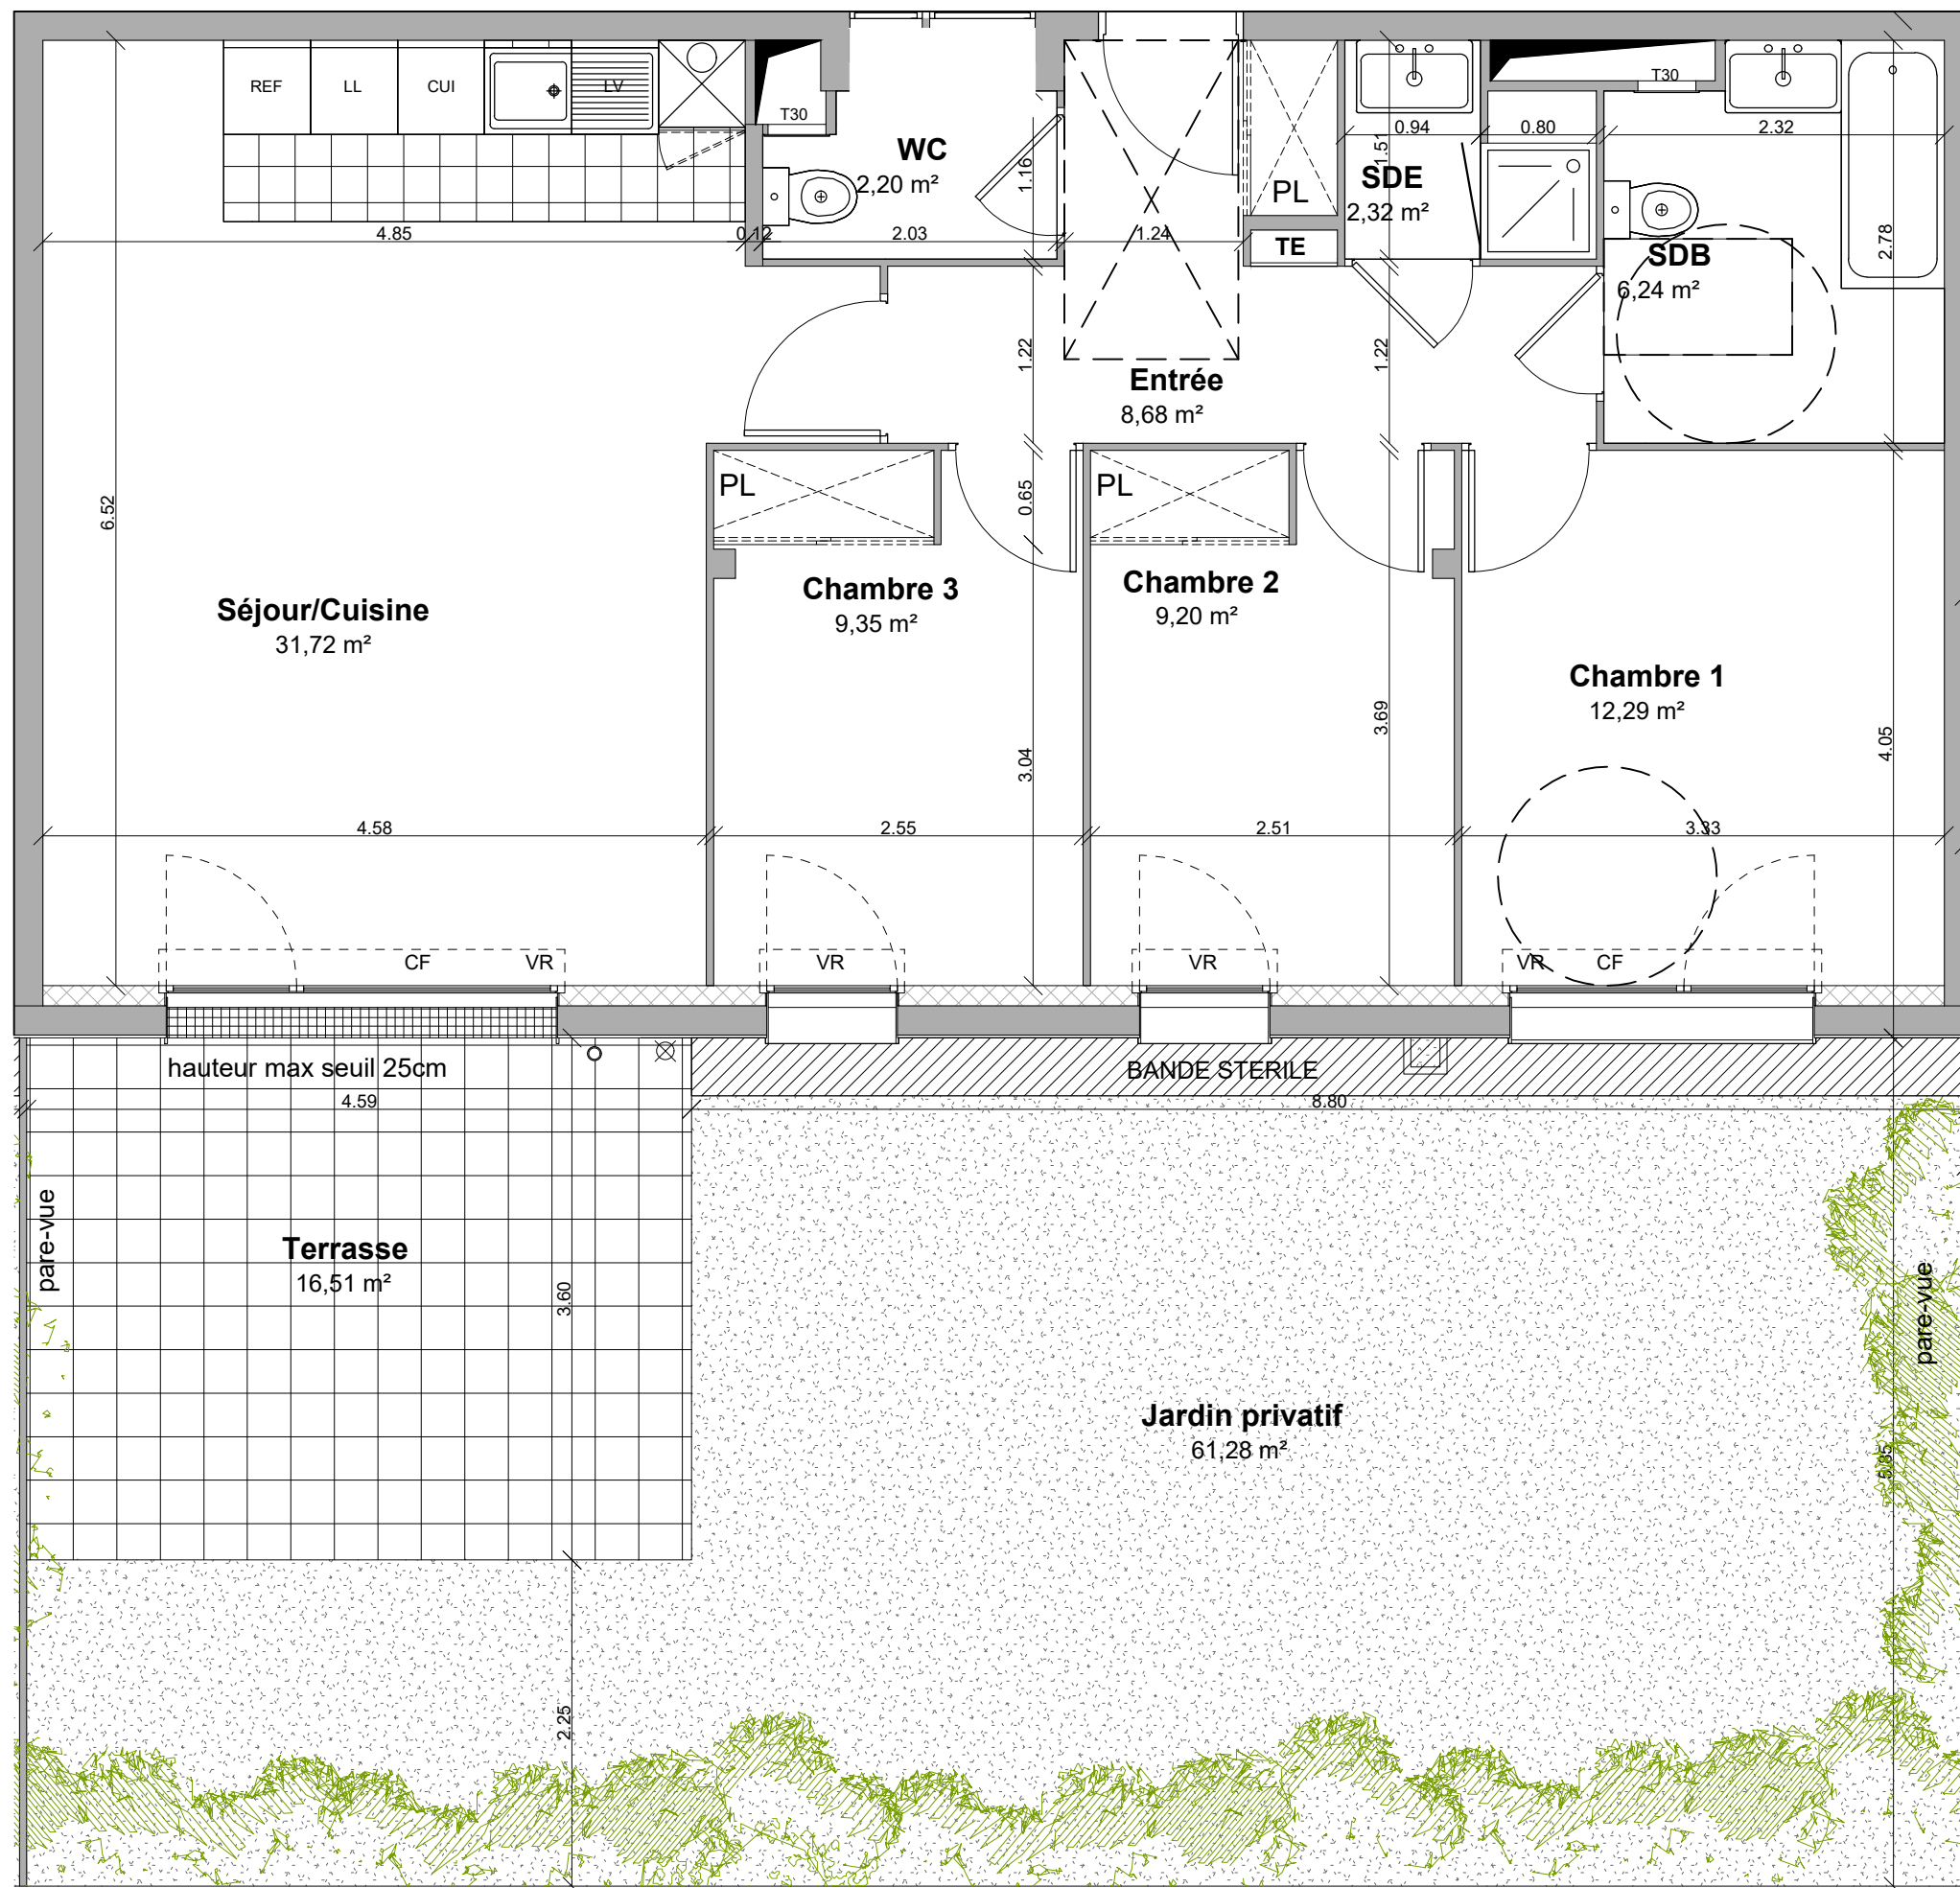 REF
LL
CUI
LV
T30
WC
2,20 m²
1.16
PL
TE
0.94
1.51
SDE
2,32 m²
0.80
T30
2.32
SDB
6,24 m²
2.78
4.85
0.12
2.03
1.24
1.22
Entrée
8,68 m²
1.22
6.52
PL
0.65
PL
Séjour/Cuisine
31,72 m²
Chambre 3
9,35 m²
Chambre 2
9,20 m²
Chambre 1
12,29 m²
3.04
3.69
4.05
4.58
2.55
2.51
3.33
CF
VR
VR
VR
VR
CF
hauteur max seuil 25cm
BANDE STERILE
4.59
8.80
pare-vue
Terrasse
16,51 m²
3.60
pare-vue
Jardin privatif
61,28 m²
5.85
2.25